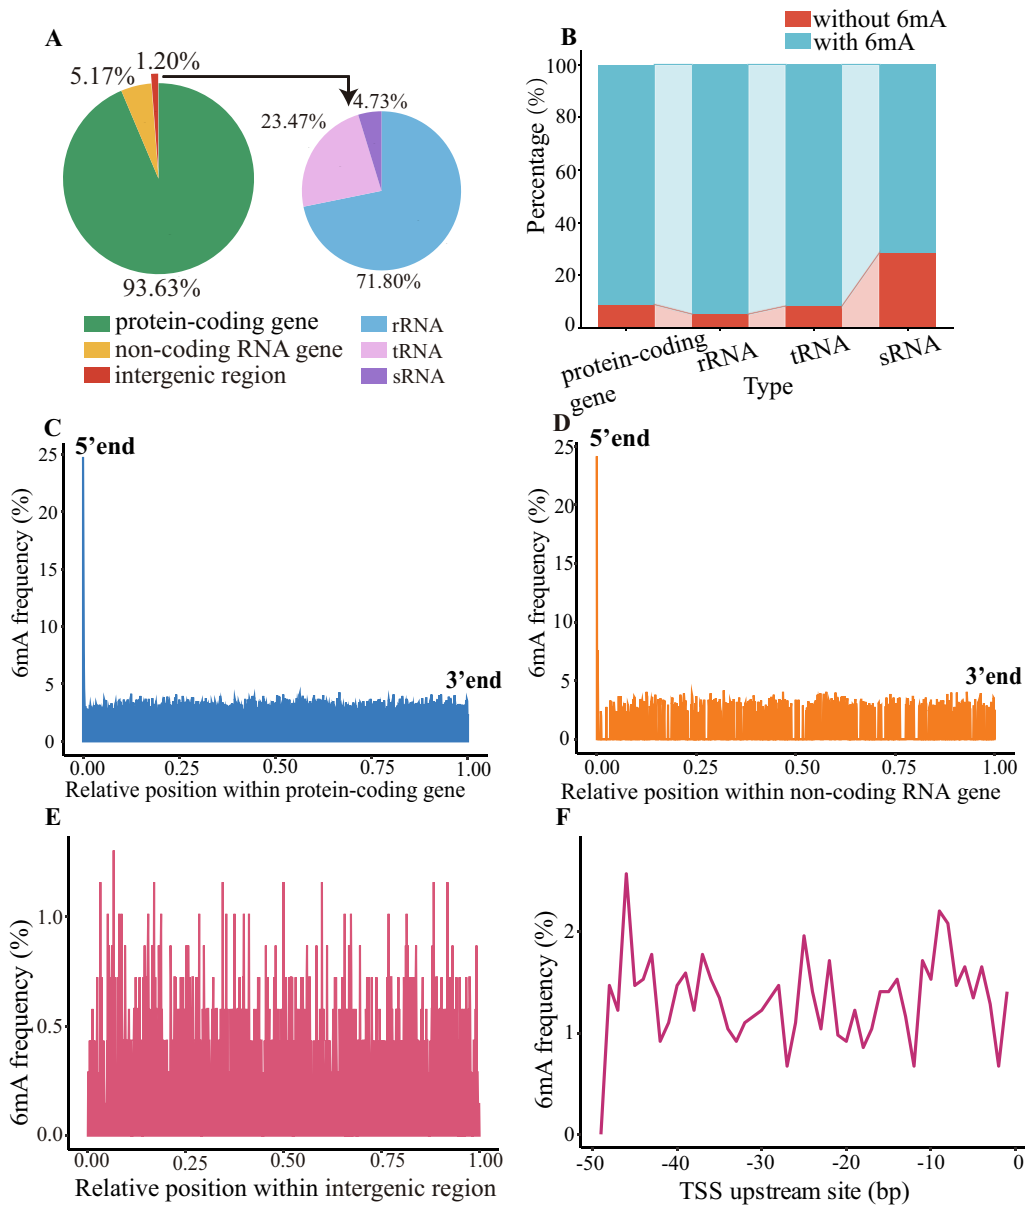 A
1.20%
5.17%
4.73%
23.47%
93.63%
71.80%
protein-coding gene
non-coding RNA gene
intergenic region
rRNA
tRNA
sRNA
B
without 6mA
with 6mA
100
80
60
40
20
0
Percentage (%)
protein-coding
gene
rRNA
tRNA
sRNA
Type
C
5’end
25
20
15
10
5
0
6mA frequency (%)
3’end
0.00
0.25
0.50
0.75
1.00
Relative position within protein-coding gene
D
5’end
25
20
15
10
5
0
6mA frequency (%)
3’end
0.00
0.25
0.50
0.75
1.00
Relative position within non-coding RNA gene
E
1.0
0.5
0.0
6mA frequency (%)
0.00
0.25
0.50
0.75
1.00
Relative position within intergenic region
F
2
1
0
6mA frequency (%)
-50
-40
-30
-20
-10
0
TSS upstream site (bp)